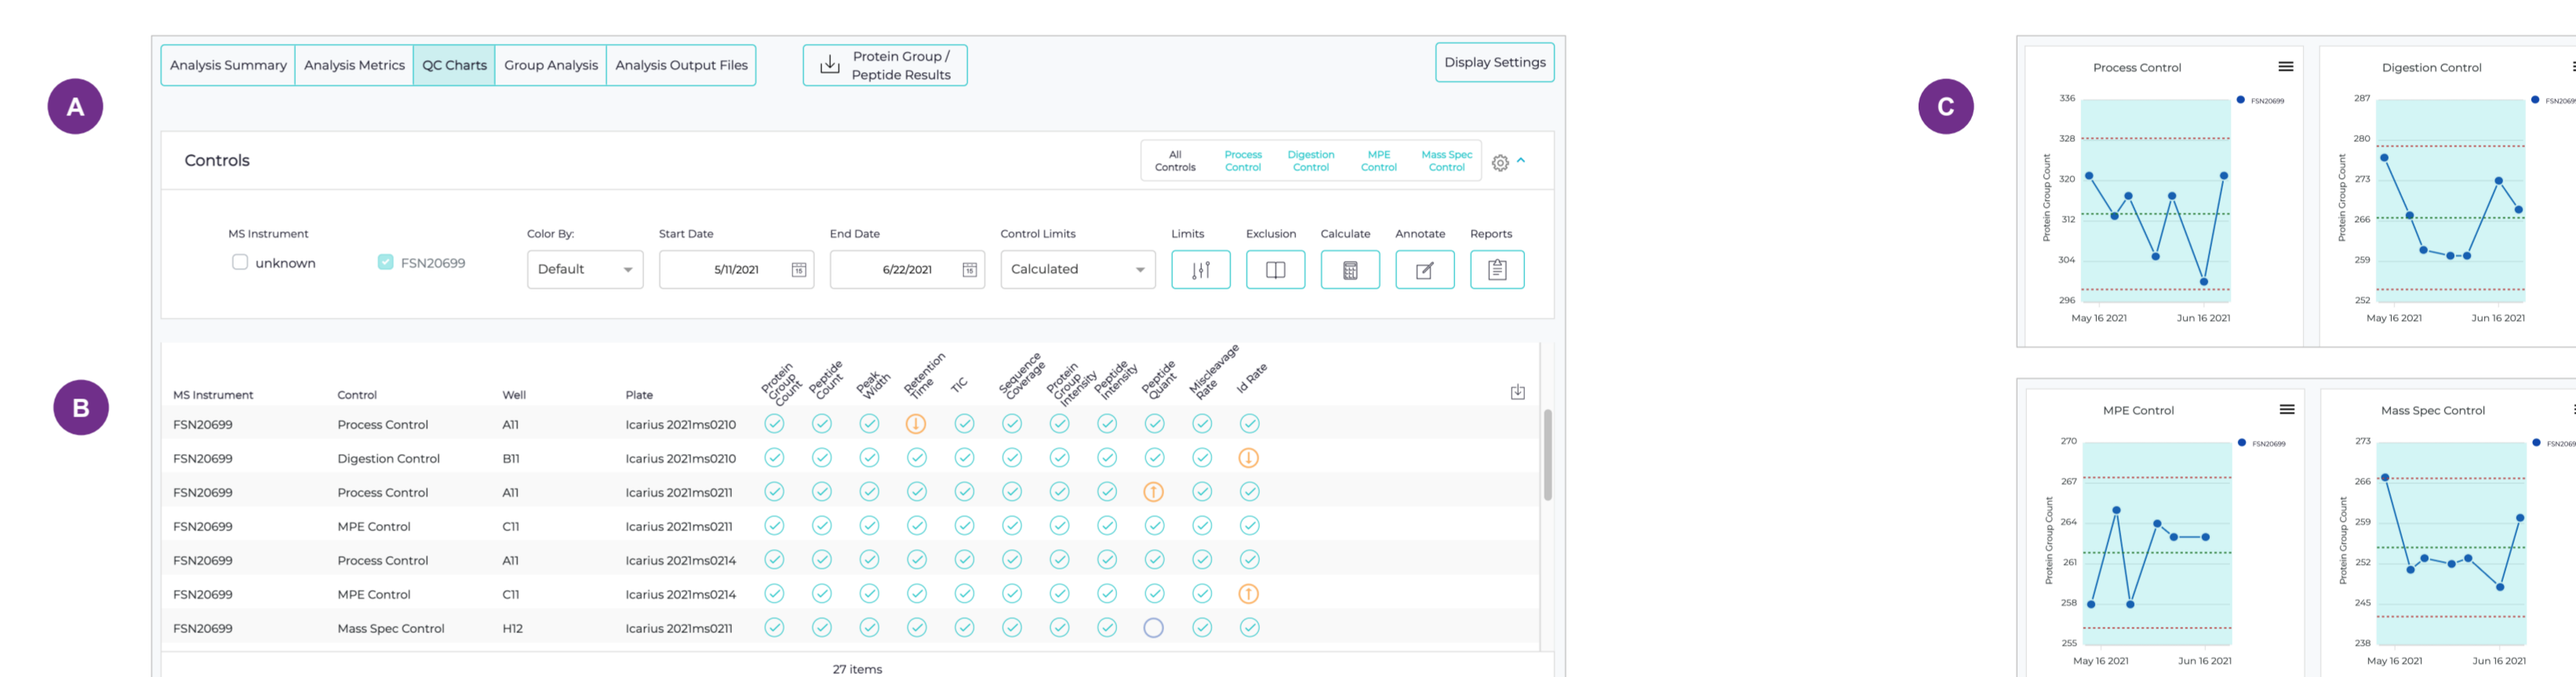 A
Analysis Summary
Analysis Metrics
QC Charts
Group Analysis
Analysis Output Files
Protein Group /
Peptide Results
Display Settings
Controls
All
Controls
Process
Control
Digestion
Control
MPE
Control
Mass Spec
Control
MS Instrument
unknown
FSN20699
Color By:
Default
Start Date
5/11/2021
15
End Date
6/22/2021
15
Control Limits
Calculated
Limits
Exclusion
Calculate
Annotate
Reports
B
MS Instrument
Control
Well
Plate
Protein
Group
Count
Peptide
Count
Peak
Width
Retention
Time
TIC
Sequence
Coverage
Protein
Group
Intensity
Peptide
Intensity
Peptide
Quant
Miscleavage
Rate
Id Rate
FSN20699 Process Control A11 Icarius 2021ms0210
FSN20699 Digestion Control B11 Icarius 2021ms0210
FSN20699 Process Control A11 Icarius 2021ms0211
FSN20699 MPE Control C11 Icarius 2021ms0211
FSN20699 Process Control A11 Icarius 2021ms0214
FSN20699 MPE Control C11 Icarius 2021ms0214
FSN20699 Mass Spec Control H12 Icarius 2021ms0211
27 items
C
Process Control
FSN20699
Protein Group Count
336
328
320
312
304
296
May 16 2021
Jun 16 2021
Digestion Control
FSN2069
Protein Group Count
287
280
273
266
259
252
May 16 2021
Jun 16 2021
MPE Control
FSN20699
Protein Group Count
270
267
264
261
258
255
May 16 2021
Jun 16 2021
Mass Spec Control
FSN2069
Protein Group Count
273
266
259
252
245
238
May 16 2021
Jun 16 2021